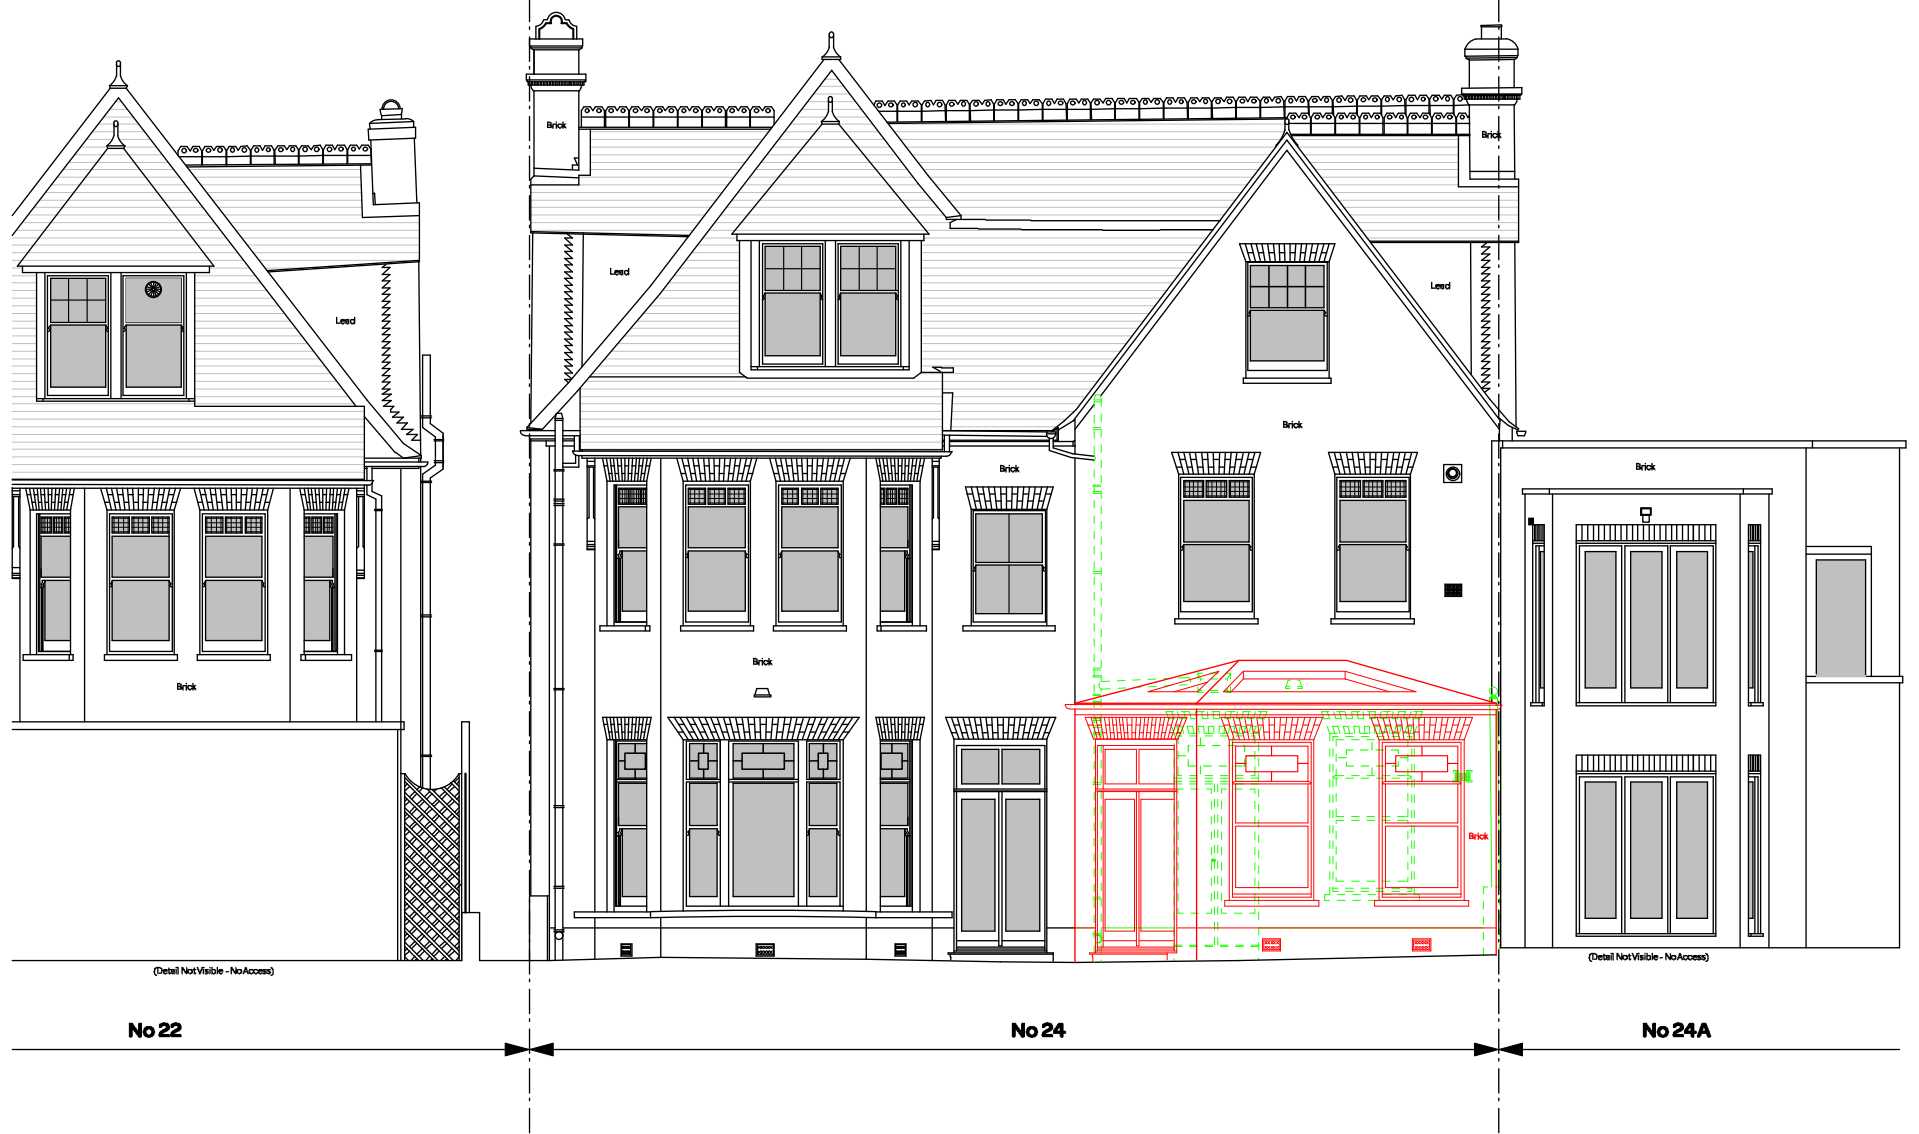 Brick
Brick
Lead
Lead
Lead
Brick
Brick
Brick
Brick
Brick
Brick
Brick
(Detail Not Visible - No Access)
(Detail Not Visible - No Access)
No 22
No 24
No 24A